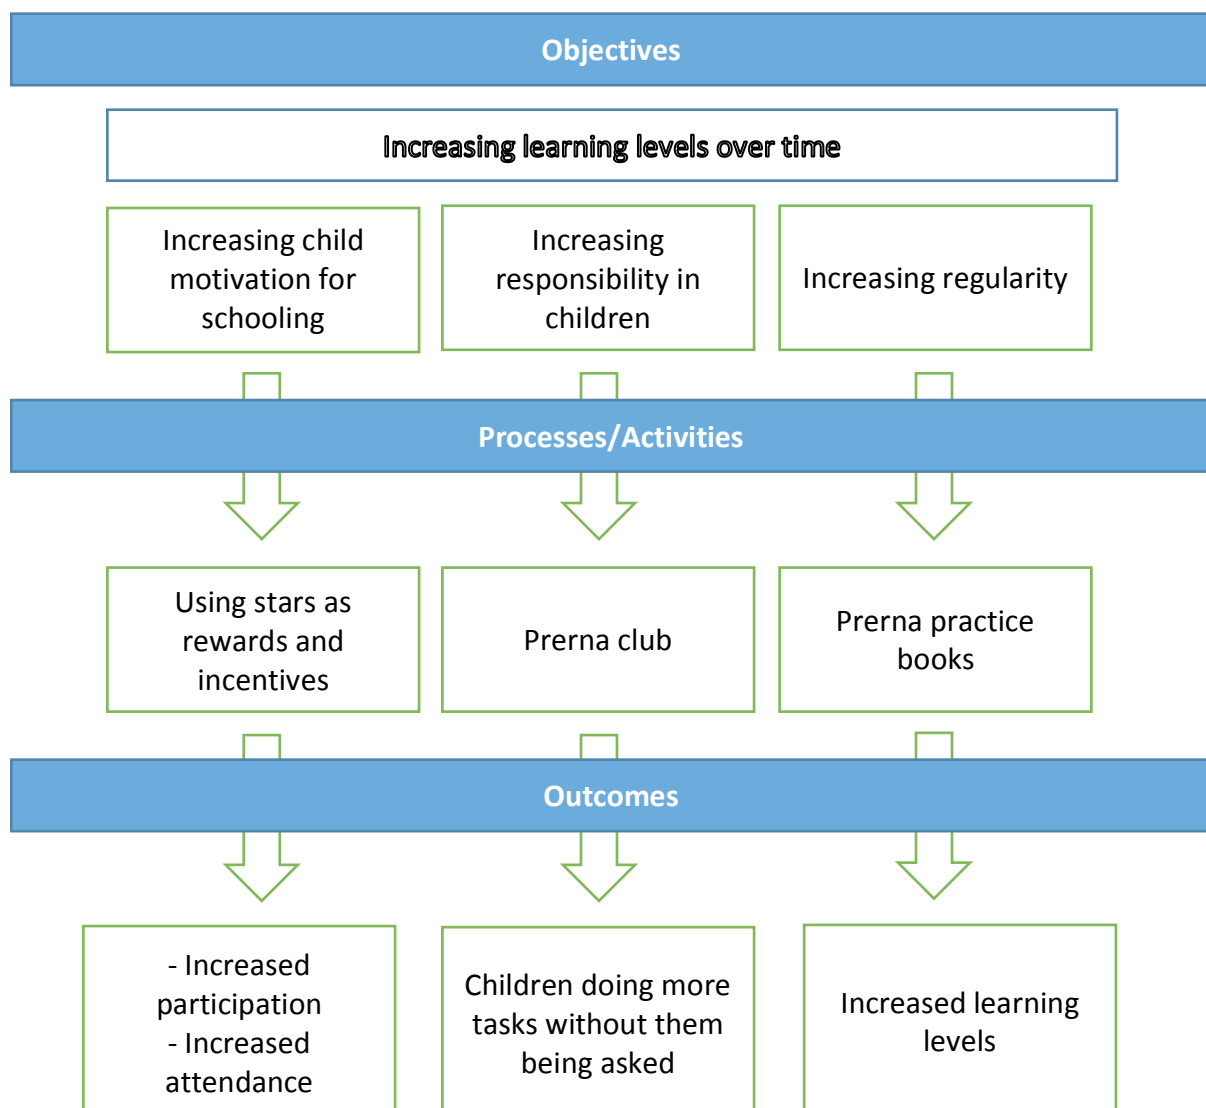 Objectives
Increasing learning levels over time
Increasing child
motivation for
schooling
Increasing
responsibility in
children
Increasing regularity
Processes/Activities
Using stars as
rewards and
incentives
Prerna club
Prerna practice
books
Outcomes
- Increased
participation
- Increased
attendance
Children doing more
tasks without them
being asked
Increased learning
levels